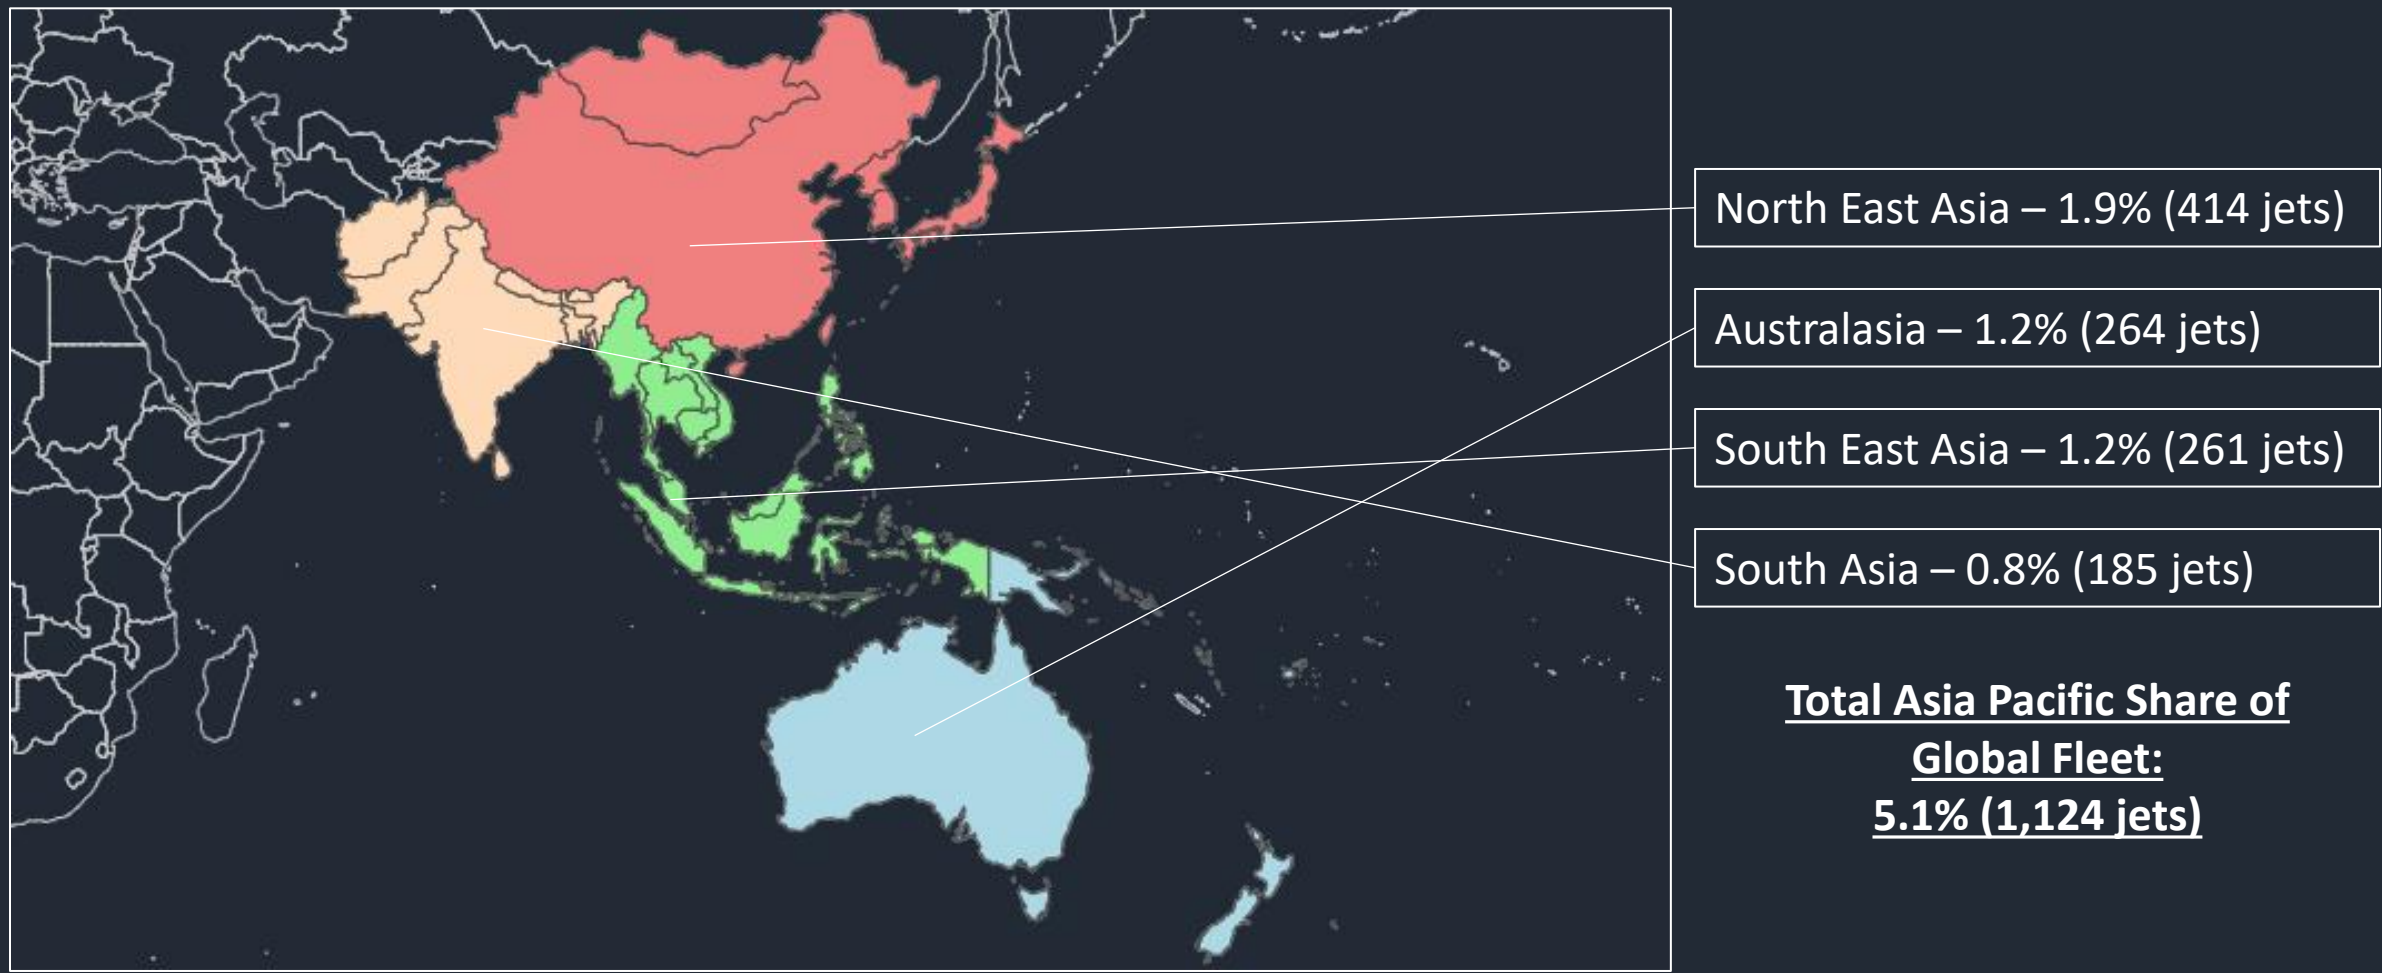 North East Asia – 1.9% (414 jets)
Australasia – 1.2% (264 jets)
South East Asia – 1.2% (261 jets)
South Asia – 0.8% (185 jets)
Total Asia Pacific Share of
Global Fleet:
5.1% (1,124 jets)